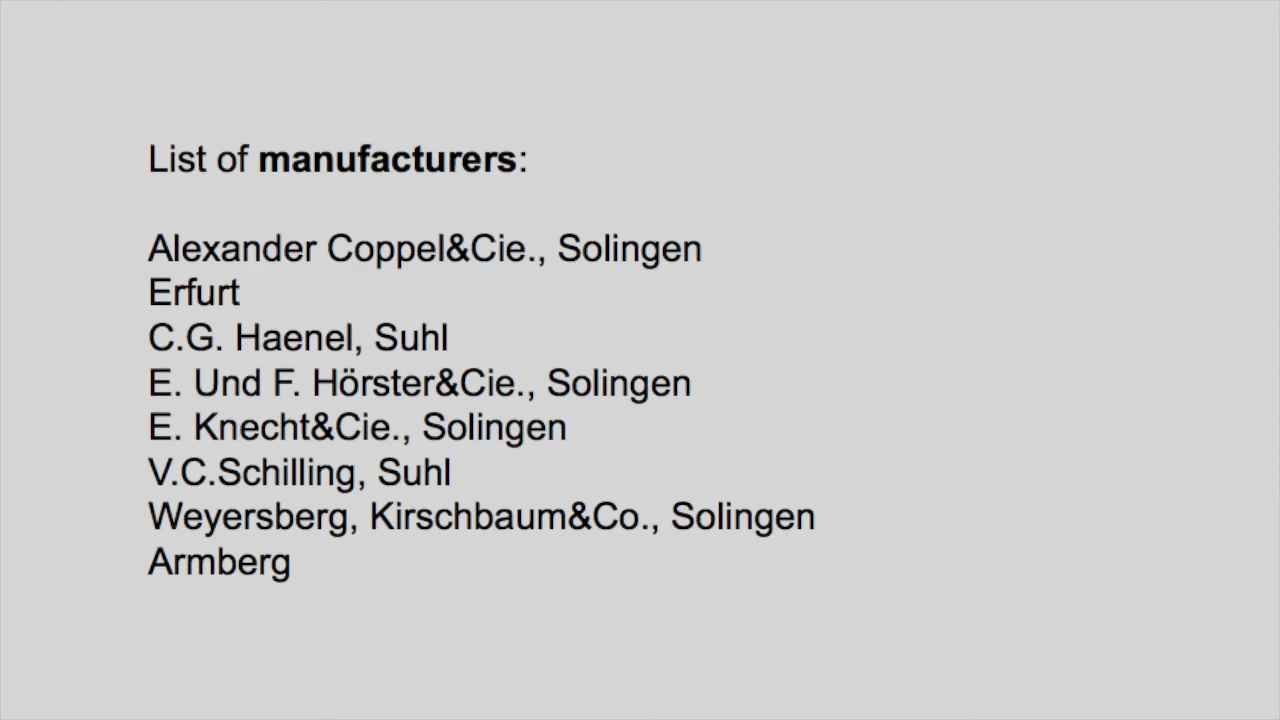 List of manufacturers:
Alexander Coppel&Cie., Solingen
Erfurt
C.G. Haenel, Suhl
E. Und F. Hörster&Cie., Solingen
E. Knecht&Cie., Solingen
V.C.Schilling, Suhl
Weyersberg, Kirschbaum&Co., Solingen
Armberg